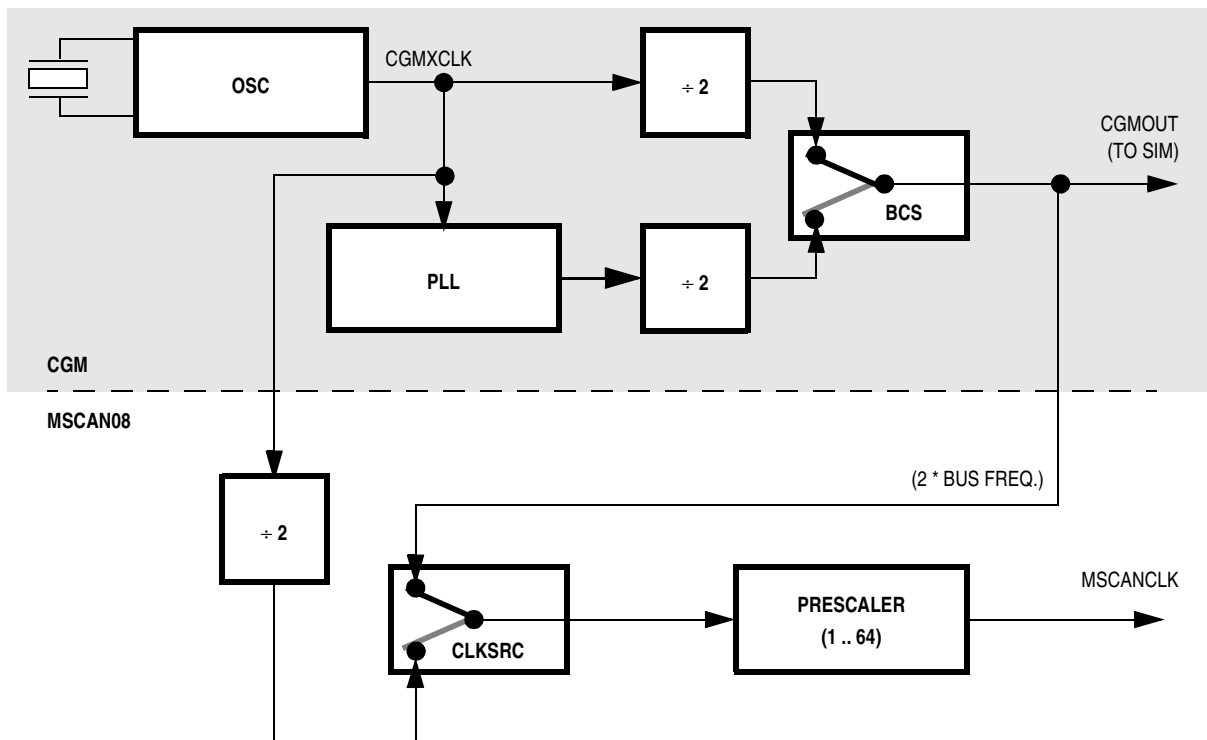 CGMXCLK
OSC
÷ 2
CGMOUT
(TO SIM)
BCS
PLL
÷ 2
CGM
MSCAN08
(2 * BUS FREQ.)
÷ 2
MSCANCLK
PRESCALER
(1 .. 64)
CLKSRC